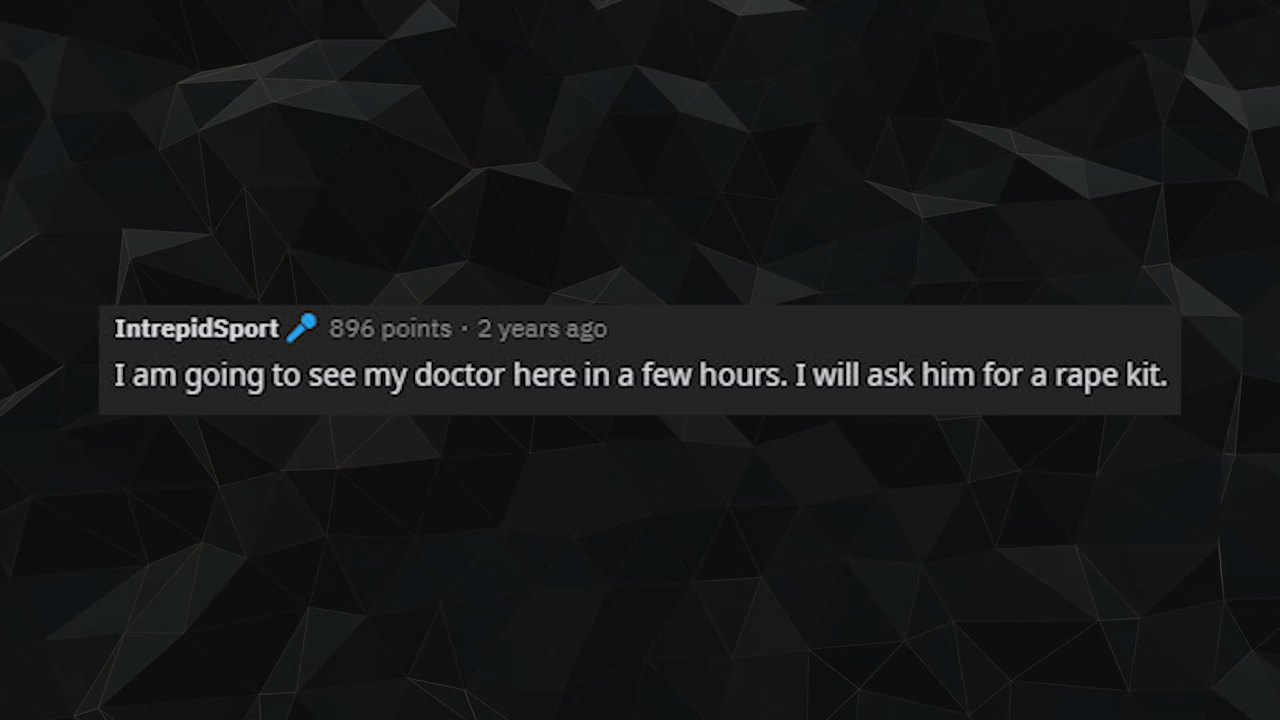 IntrepidSport 🎤 896 points · 2 years ago
I am going to see my doctor here in a few hours. I will ask him for a rape kit.